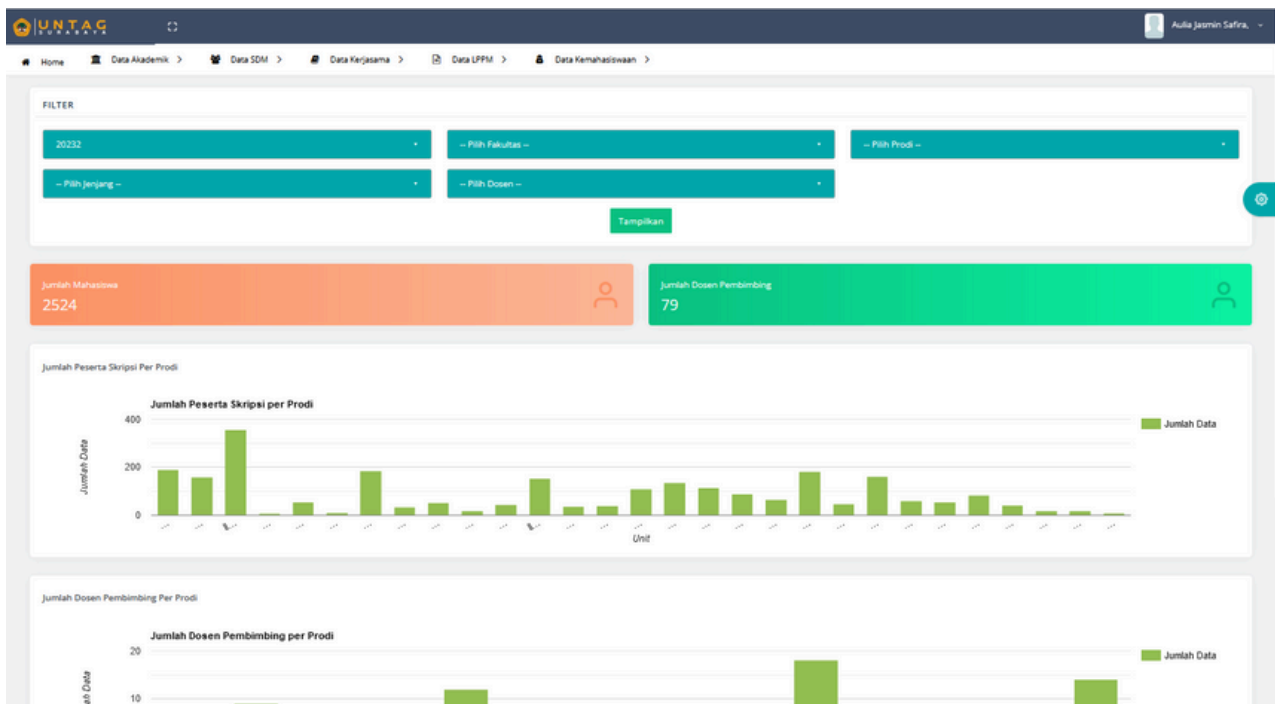 UNTAG
SURABAYA
Aulia Jasmin Safira,
Home
Data Akademik >
Data SDM >
Data Kerjasama >
Data LPPM >
Data Kemahasiswaan >
FILTER
20232
-- Pilih Fakultas --
-- Pilih Prodi --
-- Pilih Jenjang --
-- Pilih Dosen --
Tampilkan
Jumlah Mahasiswa
2524
Jumlah Dosen Pembimbing
79
Jumlah Peserta Skripsi Per Prodi
Jumlah Peserta Skripsi per Prodi
400
200
0
Jumlah Data
Jumlah Data
Unit
Jumlah Dosen Pembimbing Per Prodi
Jumlah Dosen Pembimbing per Prodi
20
10
Jumlah Data